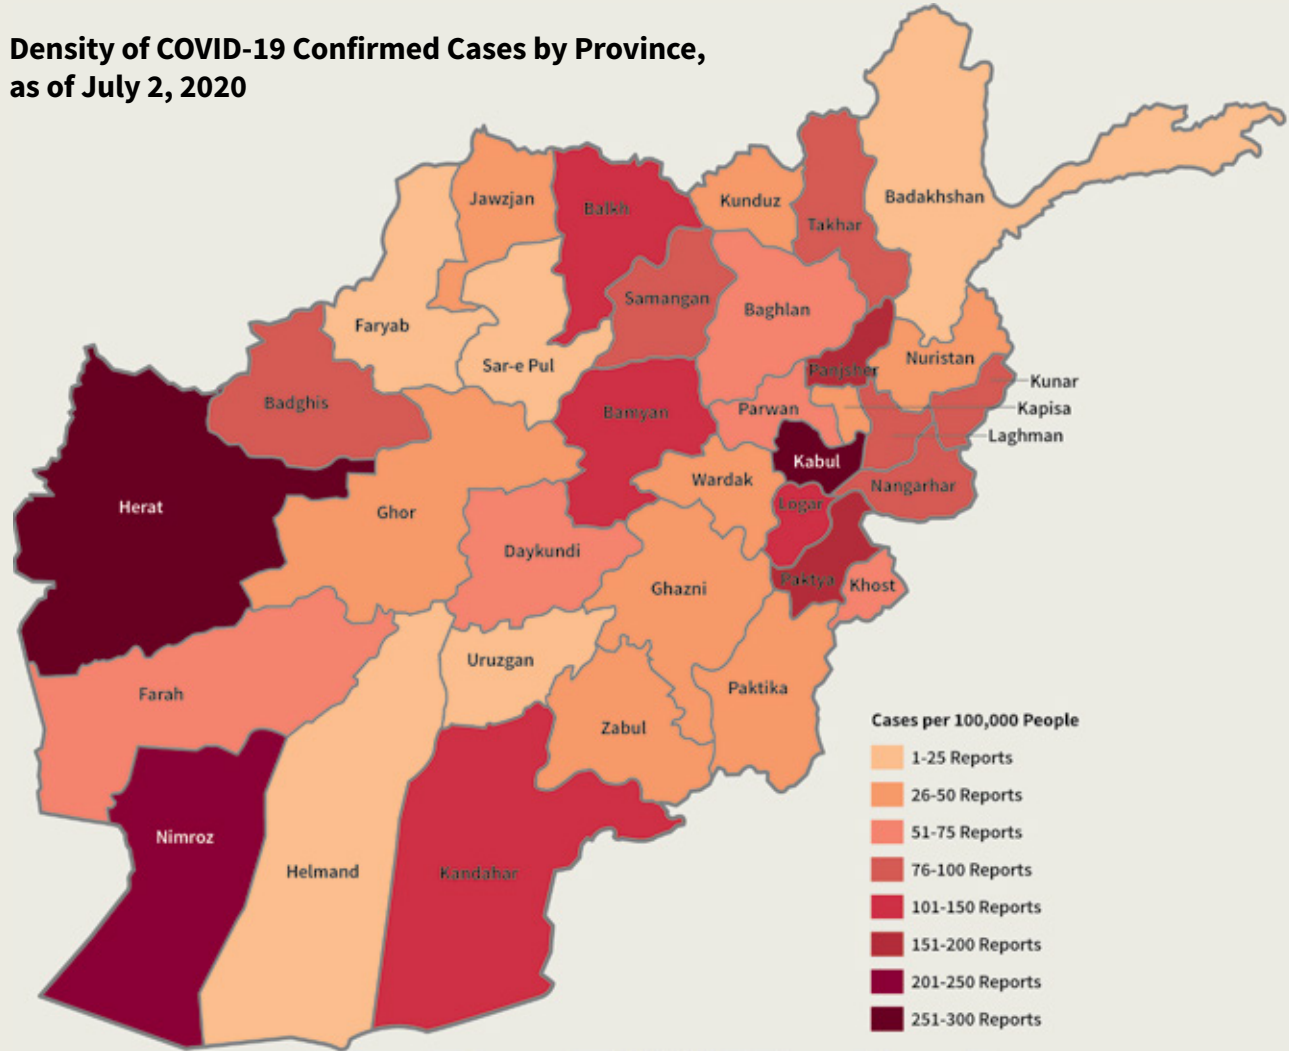 Density of COVID-19 Confirmed Cases by Province,
as of July 2, 2020
Jawzjan
Balkh
Kunduz
Takhar
Badakhshan
Faryab
Sar-e Pul
Samangan
Baghlan
Panjsher
Nuristan
Kunar
Kapisa
Laghman
Badghis
Bamyan
Parwan
Kabul
Wardak
Logar
Nangarhar
Herat
Ghor
Daykundi
Ghazni
Paktya
Khost
Uruzgan
Paktika
Farah
Zabul
Nimroz
Helmand
Kandahar
Cases per 100,000 People
1-25 Reports
26-50 Reports
51-75 Reports
76-100 Reports
101-150 Reports
151-200 Reports
201-250 Reports
251-300 Reports